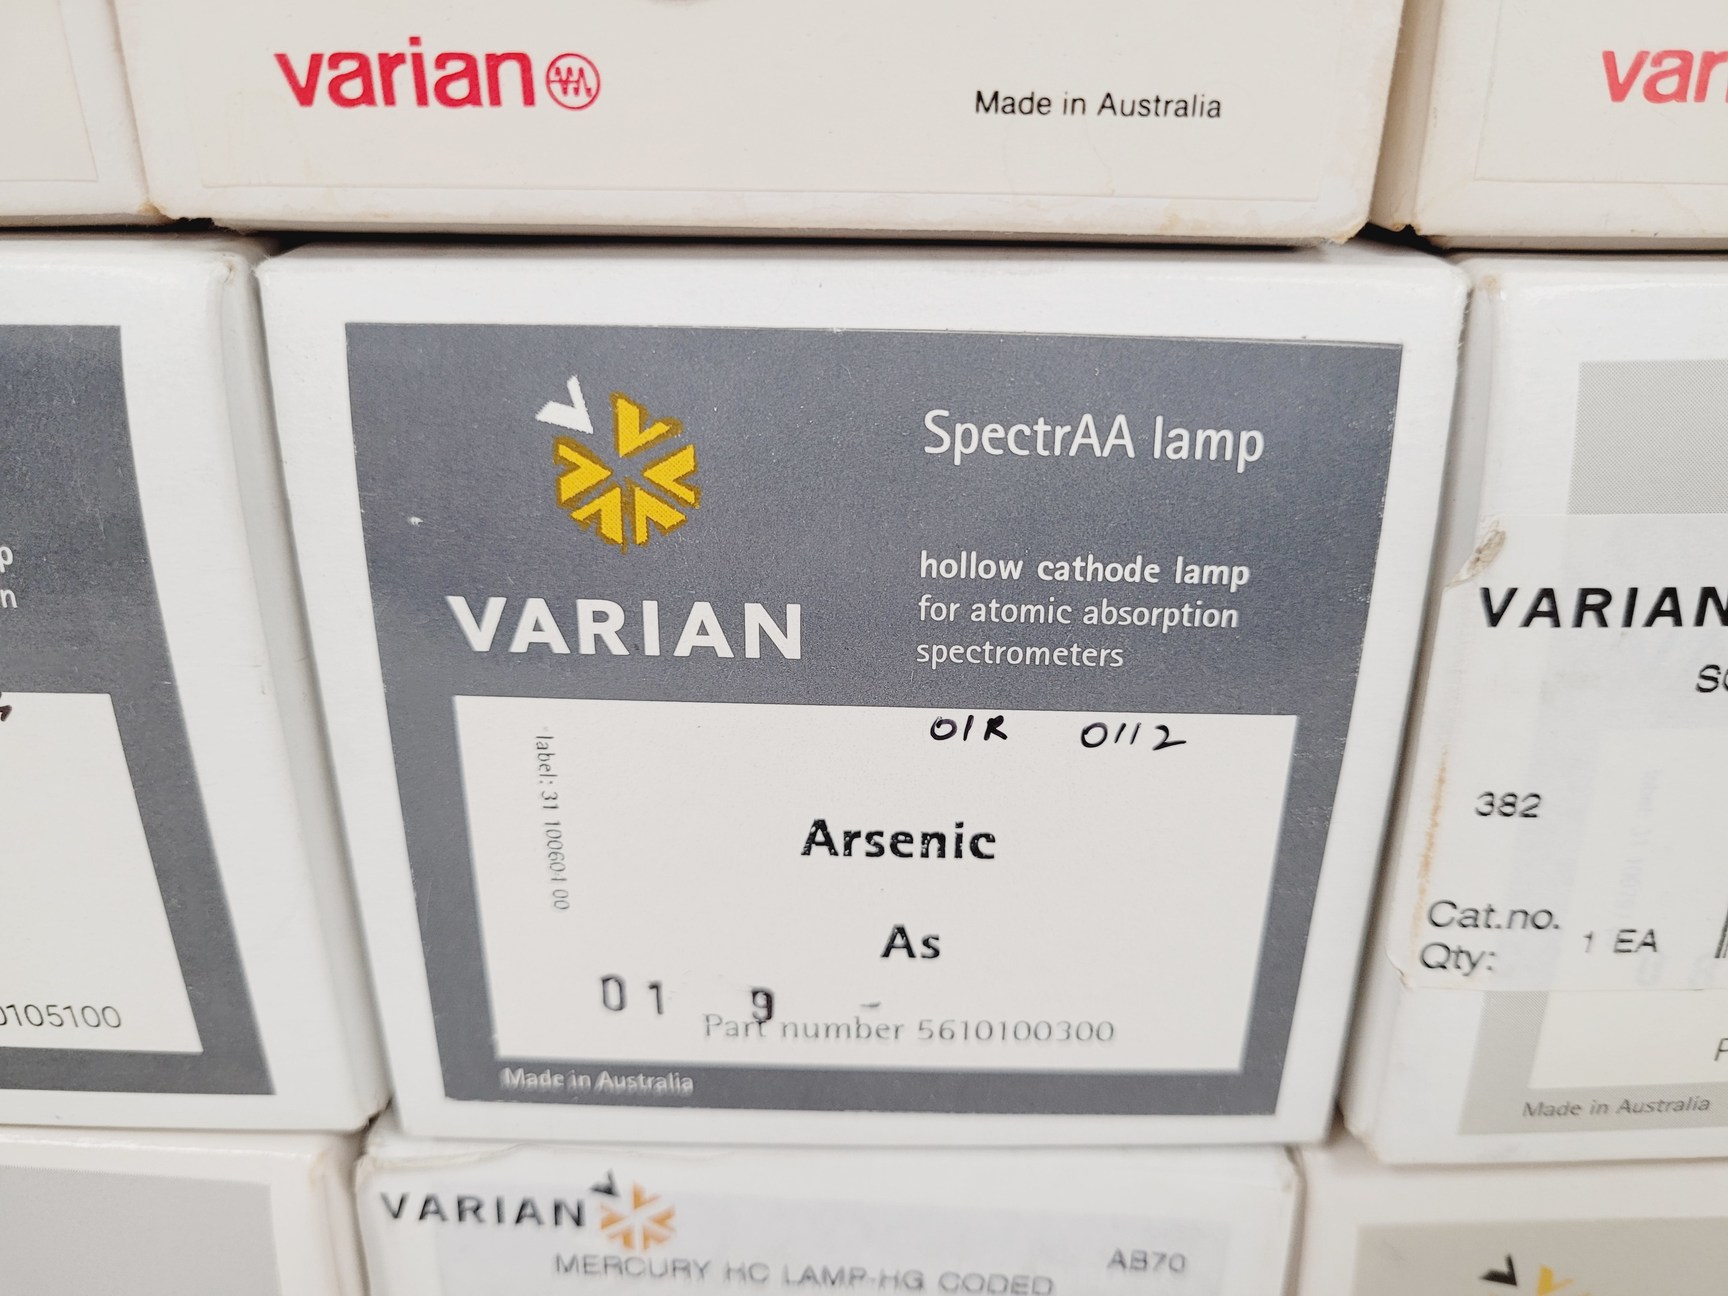 varian
Made in Australia
var
SpectrAA lamp
hollow cathode lamp
for atomic absorption
spectrometers
VARIAN
01R 0112
label: 31 100601 00
Arsenic
As
01 9 -
Part number 5610100300
Made in Australia
p
n
0105100
VARIAN
382
Cat.no.
Qty: 1 EA
Made in Australia
VARIAN
MERCURY HC LAMP-HG CODED
AB70